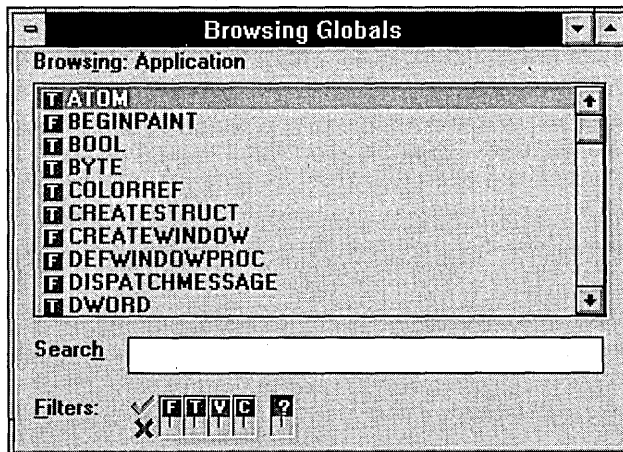 Browsing Globals
Browsing: Application
T ATOM
F BEGINPAINT
T BOOL
T BYTE
T COLORREF
T CREATESTRUCT
F CREATEWINDOW
F DEFWINDOWPROC
F DISPATCHMESSAGE
T DWORD
Search
Filters: F T V C ?